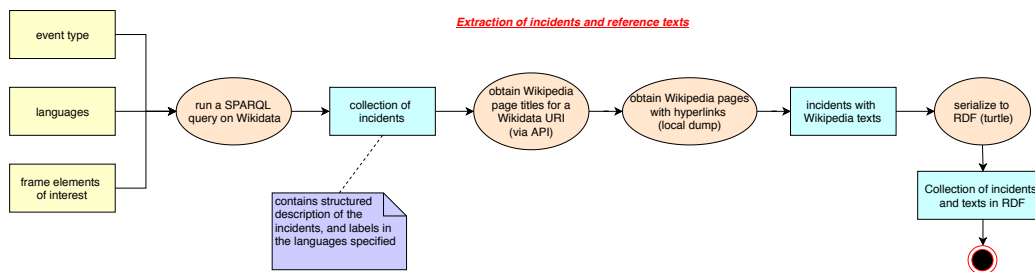 Extraction of incidents and reference texts
event type
languages
frame elements
of interest
run a SPARQL
query on Wikidata
collection of
incidents
contains structured
description of the
incidents, and labels in
the languages specified
obtain Wikipedia
page titles for a
Wikidata URI
(via API)
obtain Wikipedia pages
with hyperlinks
(local dump)
incidents with
Wikipedia texts
serialize to
RDF (turtle)
Collection of incidents
and texts in RDF